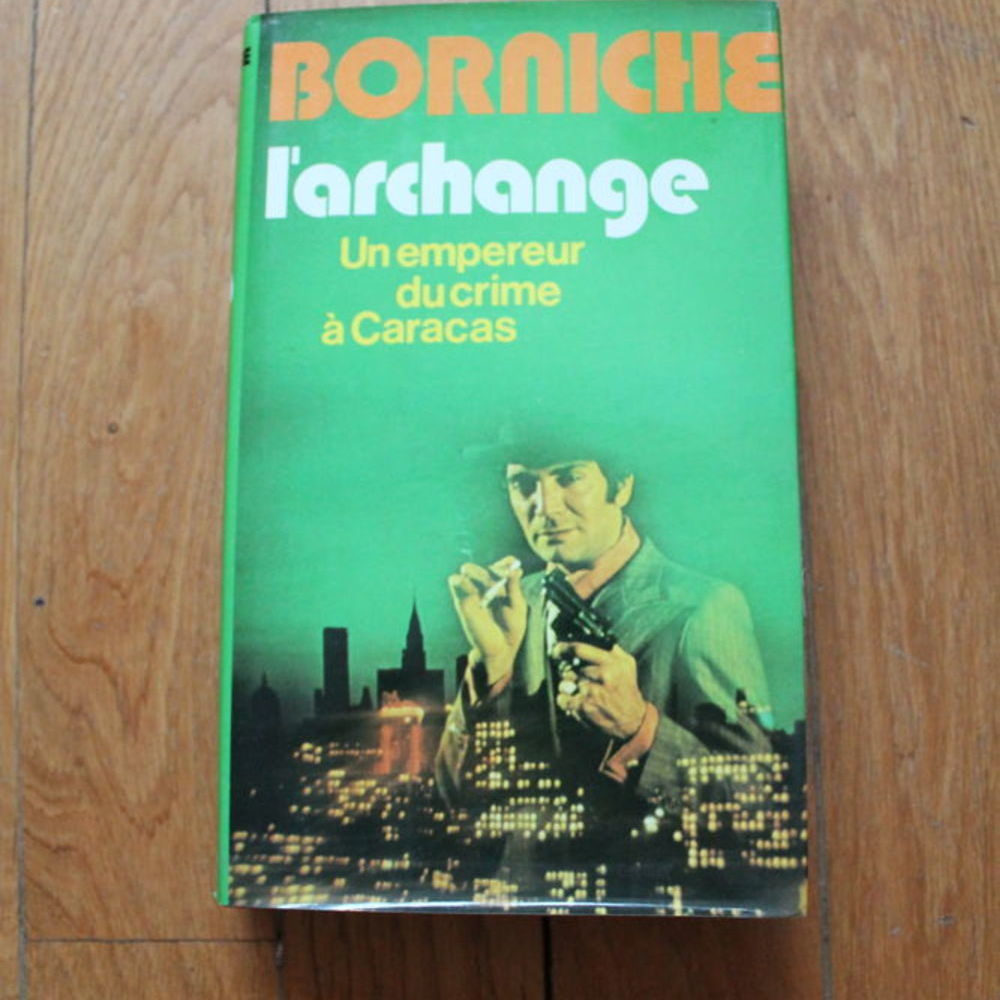 BORNICHE
l'archange
Un empereur
du crime
à Caracas